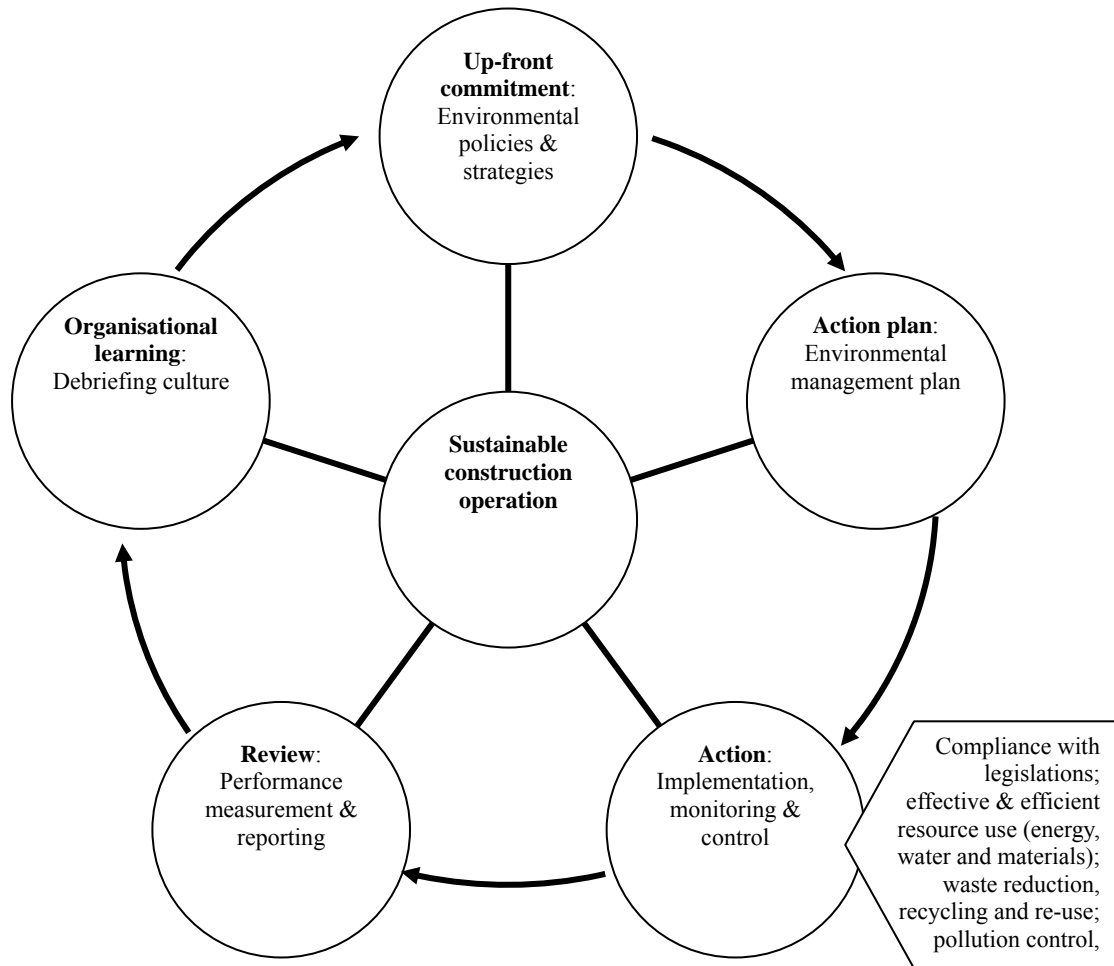 Up-front
commitment:
Environmental
policies &
strategies
Action plan:
Environmental
management plan
Organisational
learning:
Debriefing culture
Sustainable
construction
operation
Review:
Performance
measurement &
reporting
Action:
Implementation,
monitoring &
control
Compliance with
legislations;
effective & efficient
resource use (energy,
water and materials);
waste reduction,
recycling and re-use;
pollution control,